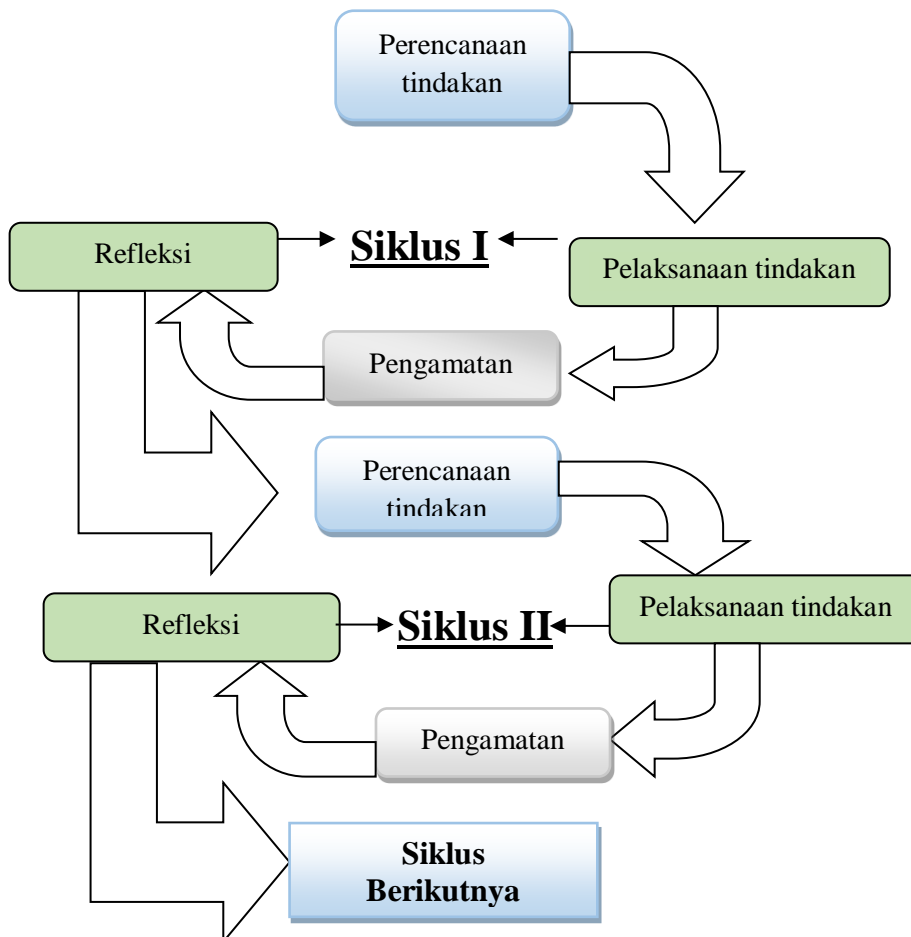 Perencanaan
tindakan
Refleksi
Siklus I
Pelaksanaan tindakan
Pengamatan
Perencanaan
tindakan
Refleksi
Siklus II
Pelaksanaan tindakan
Pengamatan
Siklus
Berikutnya